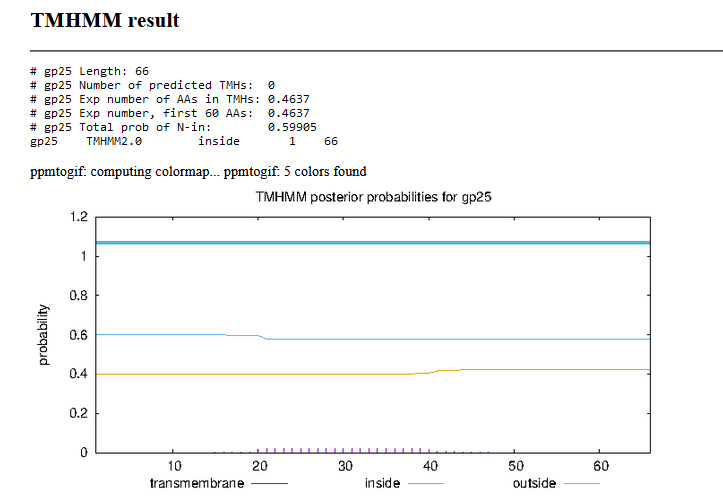 TMHMM result
# gp25 Length: 66
# gp25 Number of predicted TMHs:  0
# gp25 Exp number of AAs in TMHs: 0.4637
# gp25 Exp number, first 60 AAs:  0.4637
# gp25 Total prob of N-in:        0.59905
gp25    TMHMM2.0        inside       1    66
ppmtogif: computing colormap... ppmtogif: 5 colors found
TMHMM posterior probabilities for gp25
1.2
1
0.8
0.6
0.4
0.2
0
probability
10 20 30 40 50 60
transmembrane inside outside